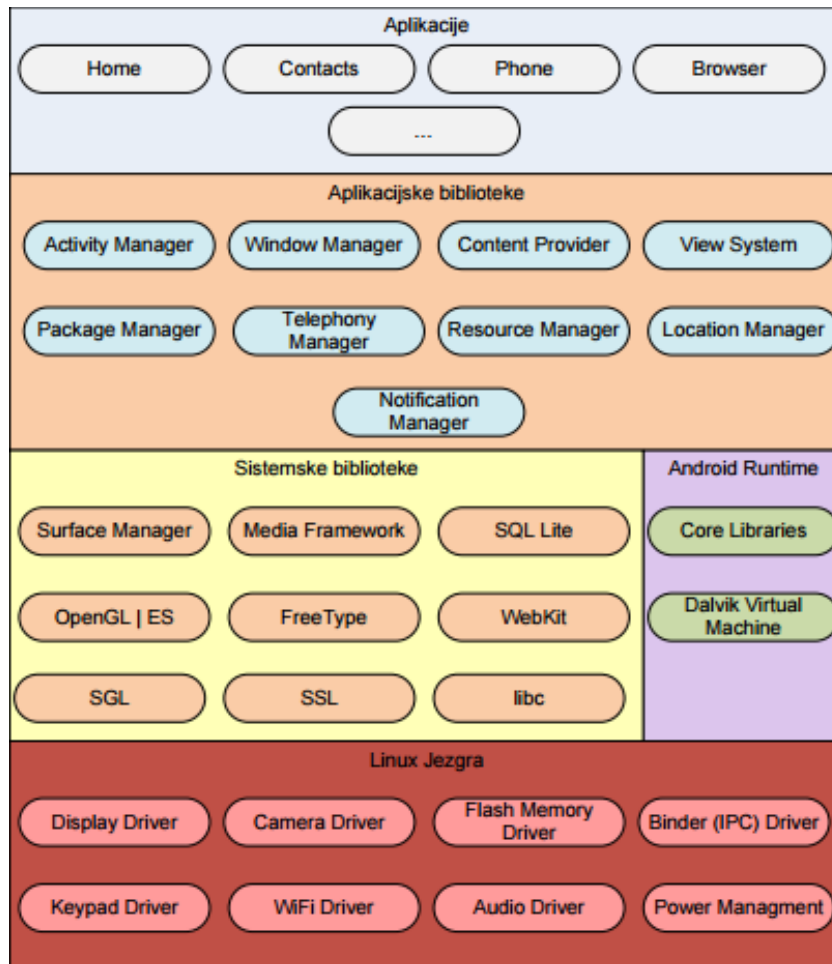 Aplikacije
Home
Contacts
Phone
Browser
...
Aplikacijske biblioteke
Activity Manager
Window Manager
Content Provider
View System
Package Manager
Telephony
Manager
Resource Manager
Location Manager
Notification
Manager
Sistemske biblioteke
Surface Manager
Media Framework
SQL Lite
OpenGL | ES
FreeType
WebKit
SGL
SSL
libc
Android Runtime
Core Libraries
Dalvik Virtual
Machine
Linux Jezgra
Display Driver
Camera Driver
Flash Memory
Driver
Binder (IPC) Driver
Keypad Driver
WiFi Driver
Audio Driver
Power Managment